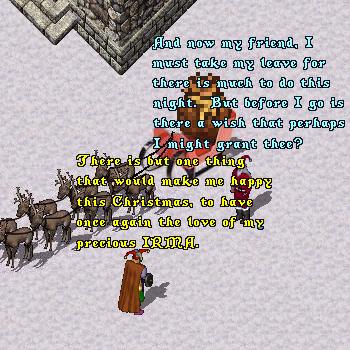 And now my friend, I
must take my leave for
there is much to do this
night. But before I go is
there a wish that perhaps
I might grant thee?
There is but one thing
that would make me happy
this Christmas, to have
once again the love of my
precious IRINA.